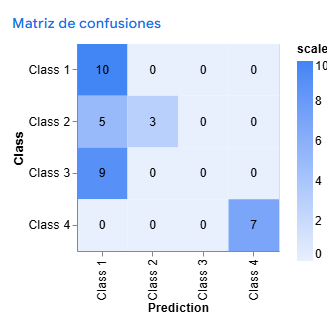 Matriz de confusiones
scale
Class 1 10 0 0 0 10
8
Class 2 5 3 0 0
6
Class
Class 3 9 0 0 0 4
2
Class 4 0 0 0 7
0
Class 1 Class 2 Class 3 Class 4
Prediction